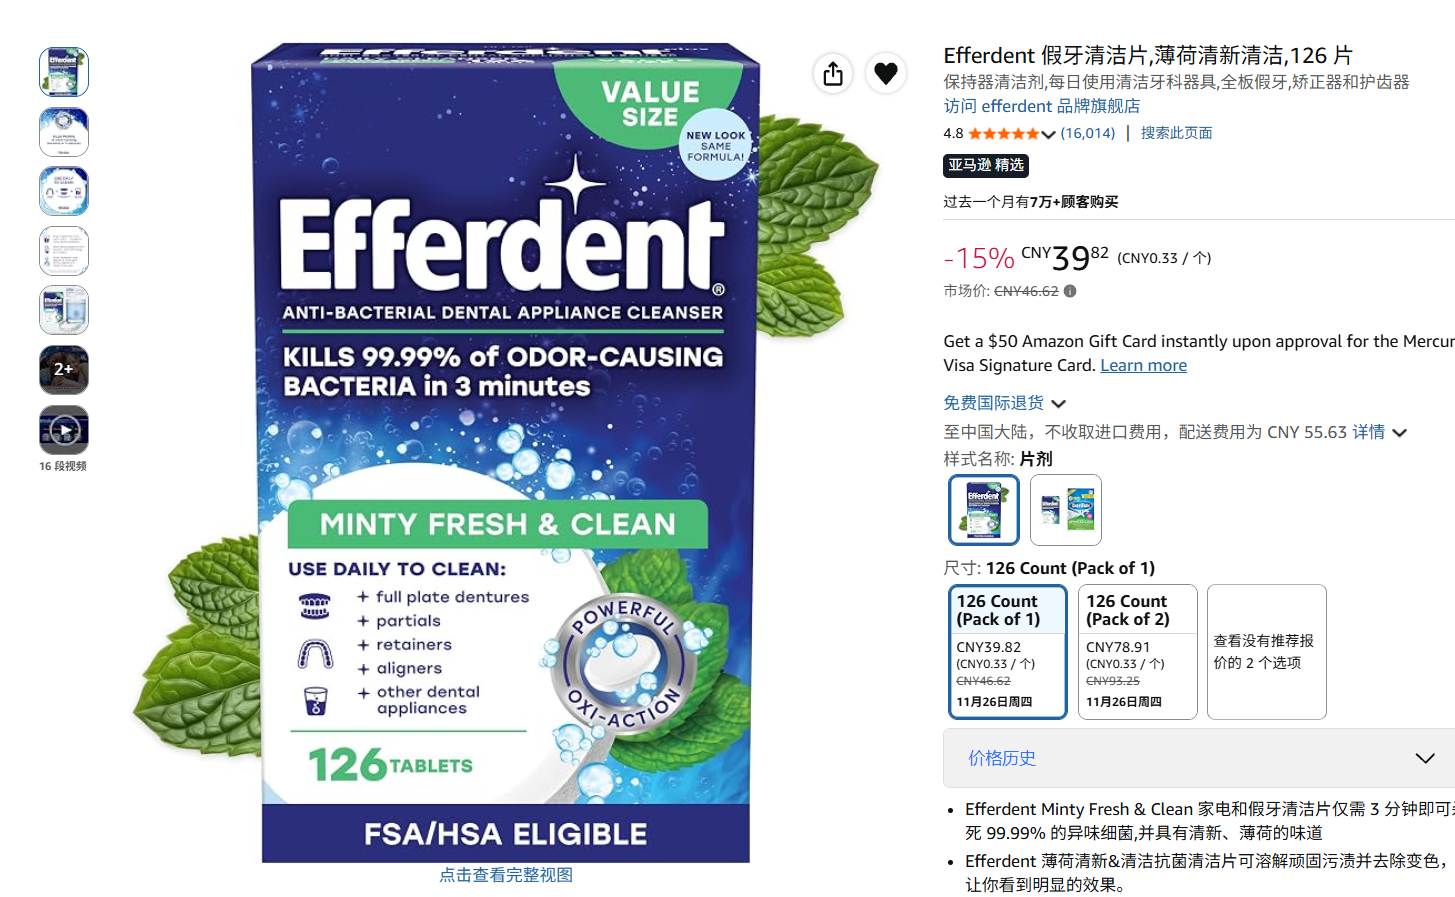 VALUE
SIZE
NEW LOOK
SAME
FORMULA!
Efferdent®
ANTI-BACTERIAL DENTAL APPLIANCE CLEANSER
KILLS 99.99% of ODOR-CAUSING
BACTERIA in 3 minutes
MINTY FRESH & CLEAN
USE DAILY TO CLEAN:
+ full plate dentures
+ partials
+ retainers
+ aligners
+ other dental
appliances
POWERFUL
OXI-ACTION
126 TABLETS
FSA/HSA ELIGIBLE
点击查看完整视图
2+
16 段视频
Efferdent 假牙清洁片,薄荷清新清洁,126 片
保持器清洁剂,每日使用清洁牙科器具,全板假牙,矫正器和护齿器
访问 efferdent 品牌旗舰店
4.8 (16,014) | 搜索此页面
亚马逊 精选
过去一个月有7万+顾客购买
-15% CNY39 82 (CNY0.33 / 个)
市场价: CNY46.62
Get a $50 Amazon Gift Card instantly upon approval for the Mercur
Visa Signature Card. Learn more
免费国际退货
至中国大陆，不收取进口费用，配送费用为 CNY 55.63 详情
样式名称: 片剂
尺寸: 126 Count (Pack of 1)
126 Count
(Pack of 1)
CNY39.82
(CNY0.33 / 个)
CNY46.62
11月26日周四
126 Count
(Pack of 2)
CNY78.91
(CNY0.33 / 个)
CNY93.25
11月26日周四
查看没有推荐报
价的 2 个选项
价格历史
• Efferdent Minty Fresh & Clean 家电和假牙清洁片仅需 3 分钟即可
死 99.99% 的异味细菌,并具有清新、薄荷的味道
• Efferdent 薄荷清新&清洁抗菌清洁片可溶解顽固污渍并去除变色，
让你看到明显的效果。